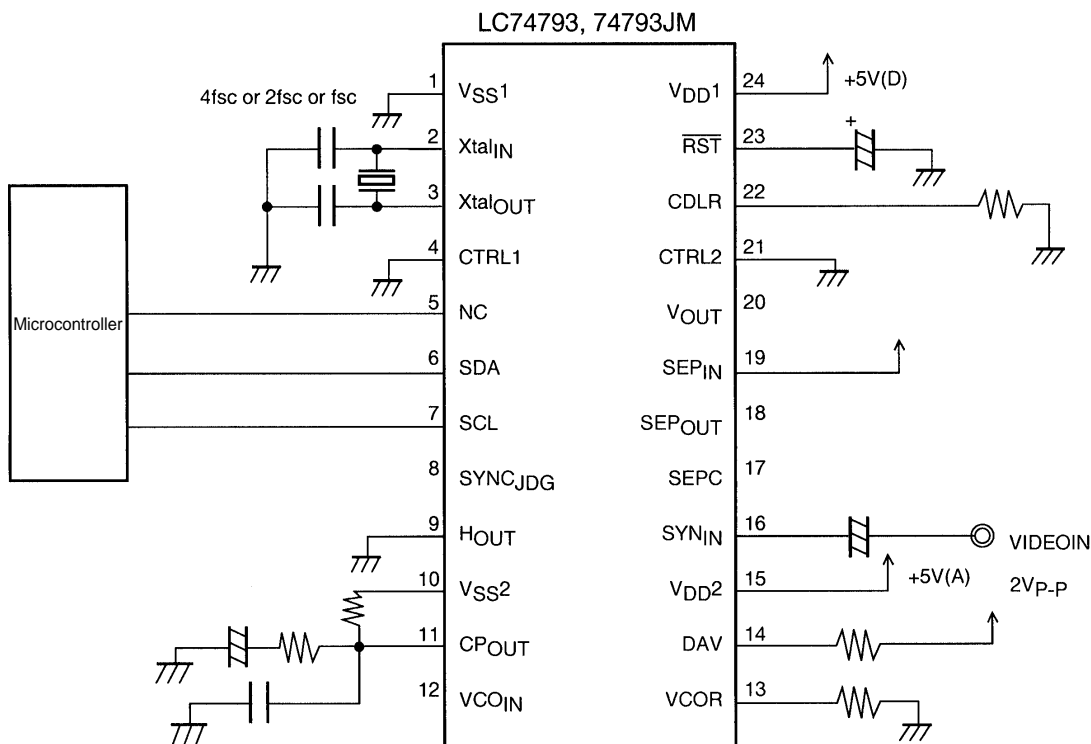 LC74793, 74793JM
4fsc or 2fsc or fsc
Microcontroller
1 VSS1
2 XtalIN
3 XtalOUT
4 CTRL1
5 NC
6 SDA
7 SCL
8 SYNCJDG
9 HOUT
10 VSS2
11 CPOUT
12 VCOIN
VDD1 24 +5V(D)
RST 23 +
CDLR 22
CTRL2 21
VOUT 20
SEPIN 19
SEPOUT 18
SEPC 17
SYNIN 16 VIDEOIN
VDD2 15 +5V(A) 2VP-P
DAV 14
VCOR 13